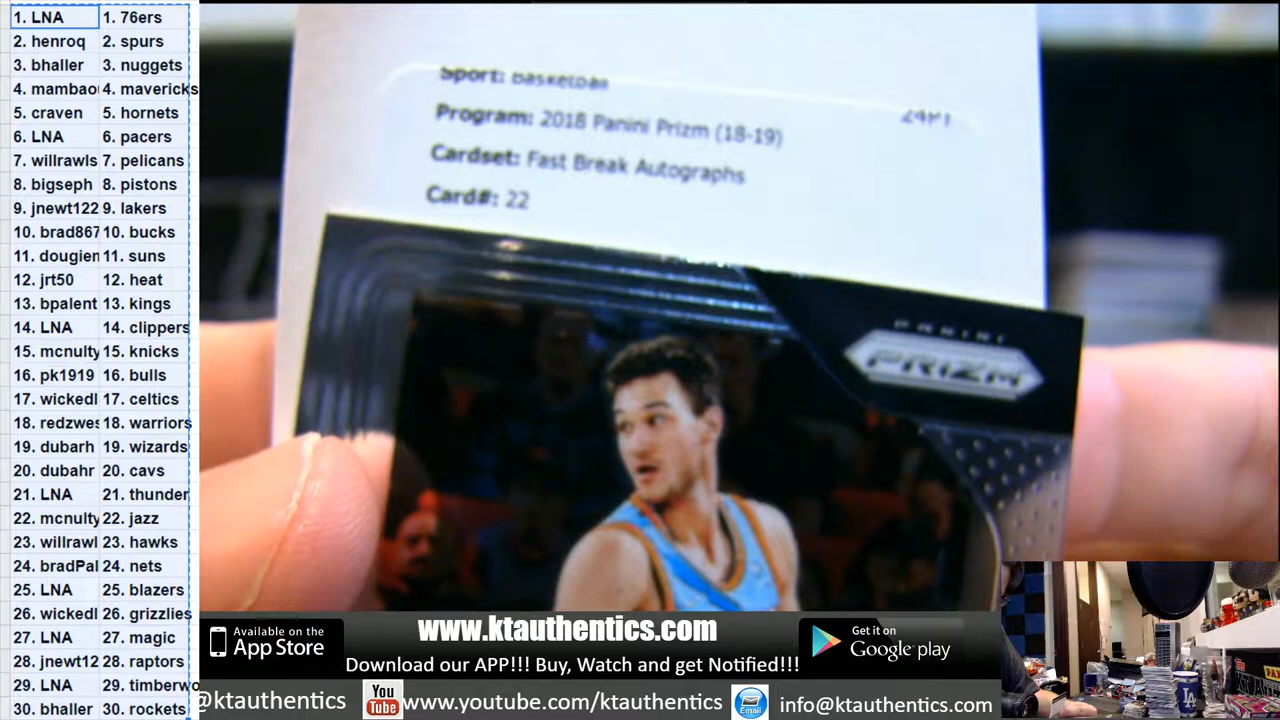 1. LNA 1. 76ers
2. henroq 2. spurs
3. bhaller 3. nuggets
4. mambao 4. mavericks
5. craven 5. hornets
6. LNA 6. pacers
7. willrawls 7. pelicans
8. bigseph 8. pistons
9. jnewt122 9. lakers
10. brad867 10. bucks
11. dougien 11. suns
12. jrt50 12. heat
13. bpalent 13. kings
14. LNA 14. clippers
15. mcnulty 15. knicks
16. pk1919 16. bulls
17. wickedl 17. celtics
18. redzwes 18. warriors
19. dubarh 19. wizards
20. dubahr 20. cavs
21. LNA 21. thunder
22. mcnulty 22. jazz
23. willrawl 23. hawks
24. bradPal 24. nets
25. LNA 25. blazers
26. wickedl 26. grizzlies
27. LNA 27. magic
28. jnewt12 28. raptors
29. LNA 29. timberwo
30. bhaller 30. rockets
Sport: Basketball
24PT
Program: 2018 Panini Prizm (18-19)
Cardset: Fast Break Autographs
Card#: 22
PANINI
PRIZM
Available on the
App Store
www.ktauthentics.com
Download our APP!!! Buy, Watch and get Notified!!!
Get it on
Google play
@ktauthentics
You
Tube
www.youtube.com/ktauthentics
Email
info@ktauthentics.com
LA